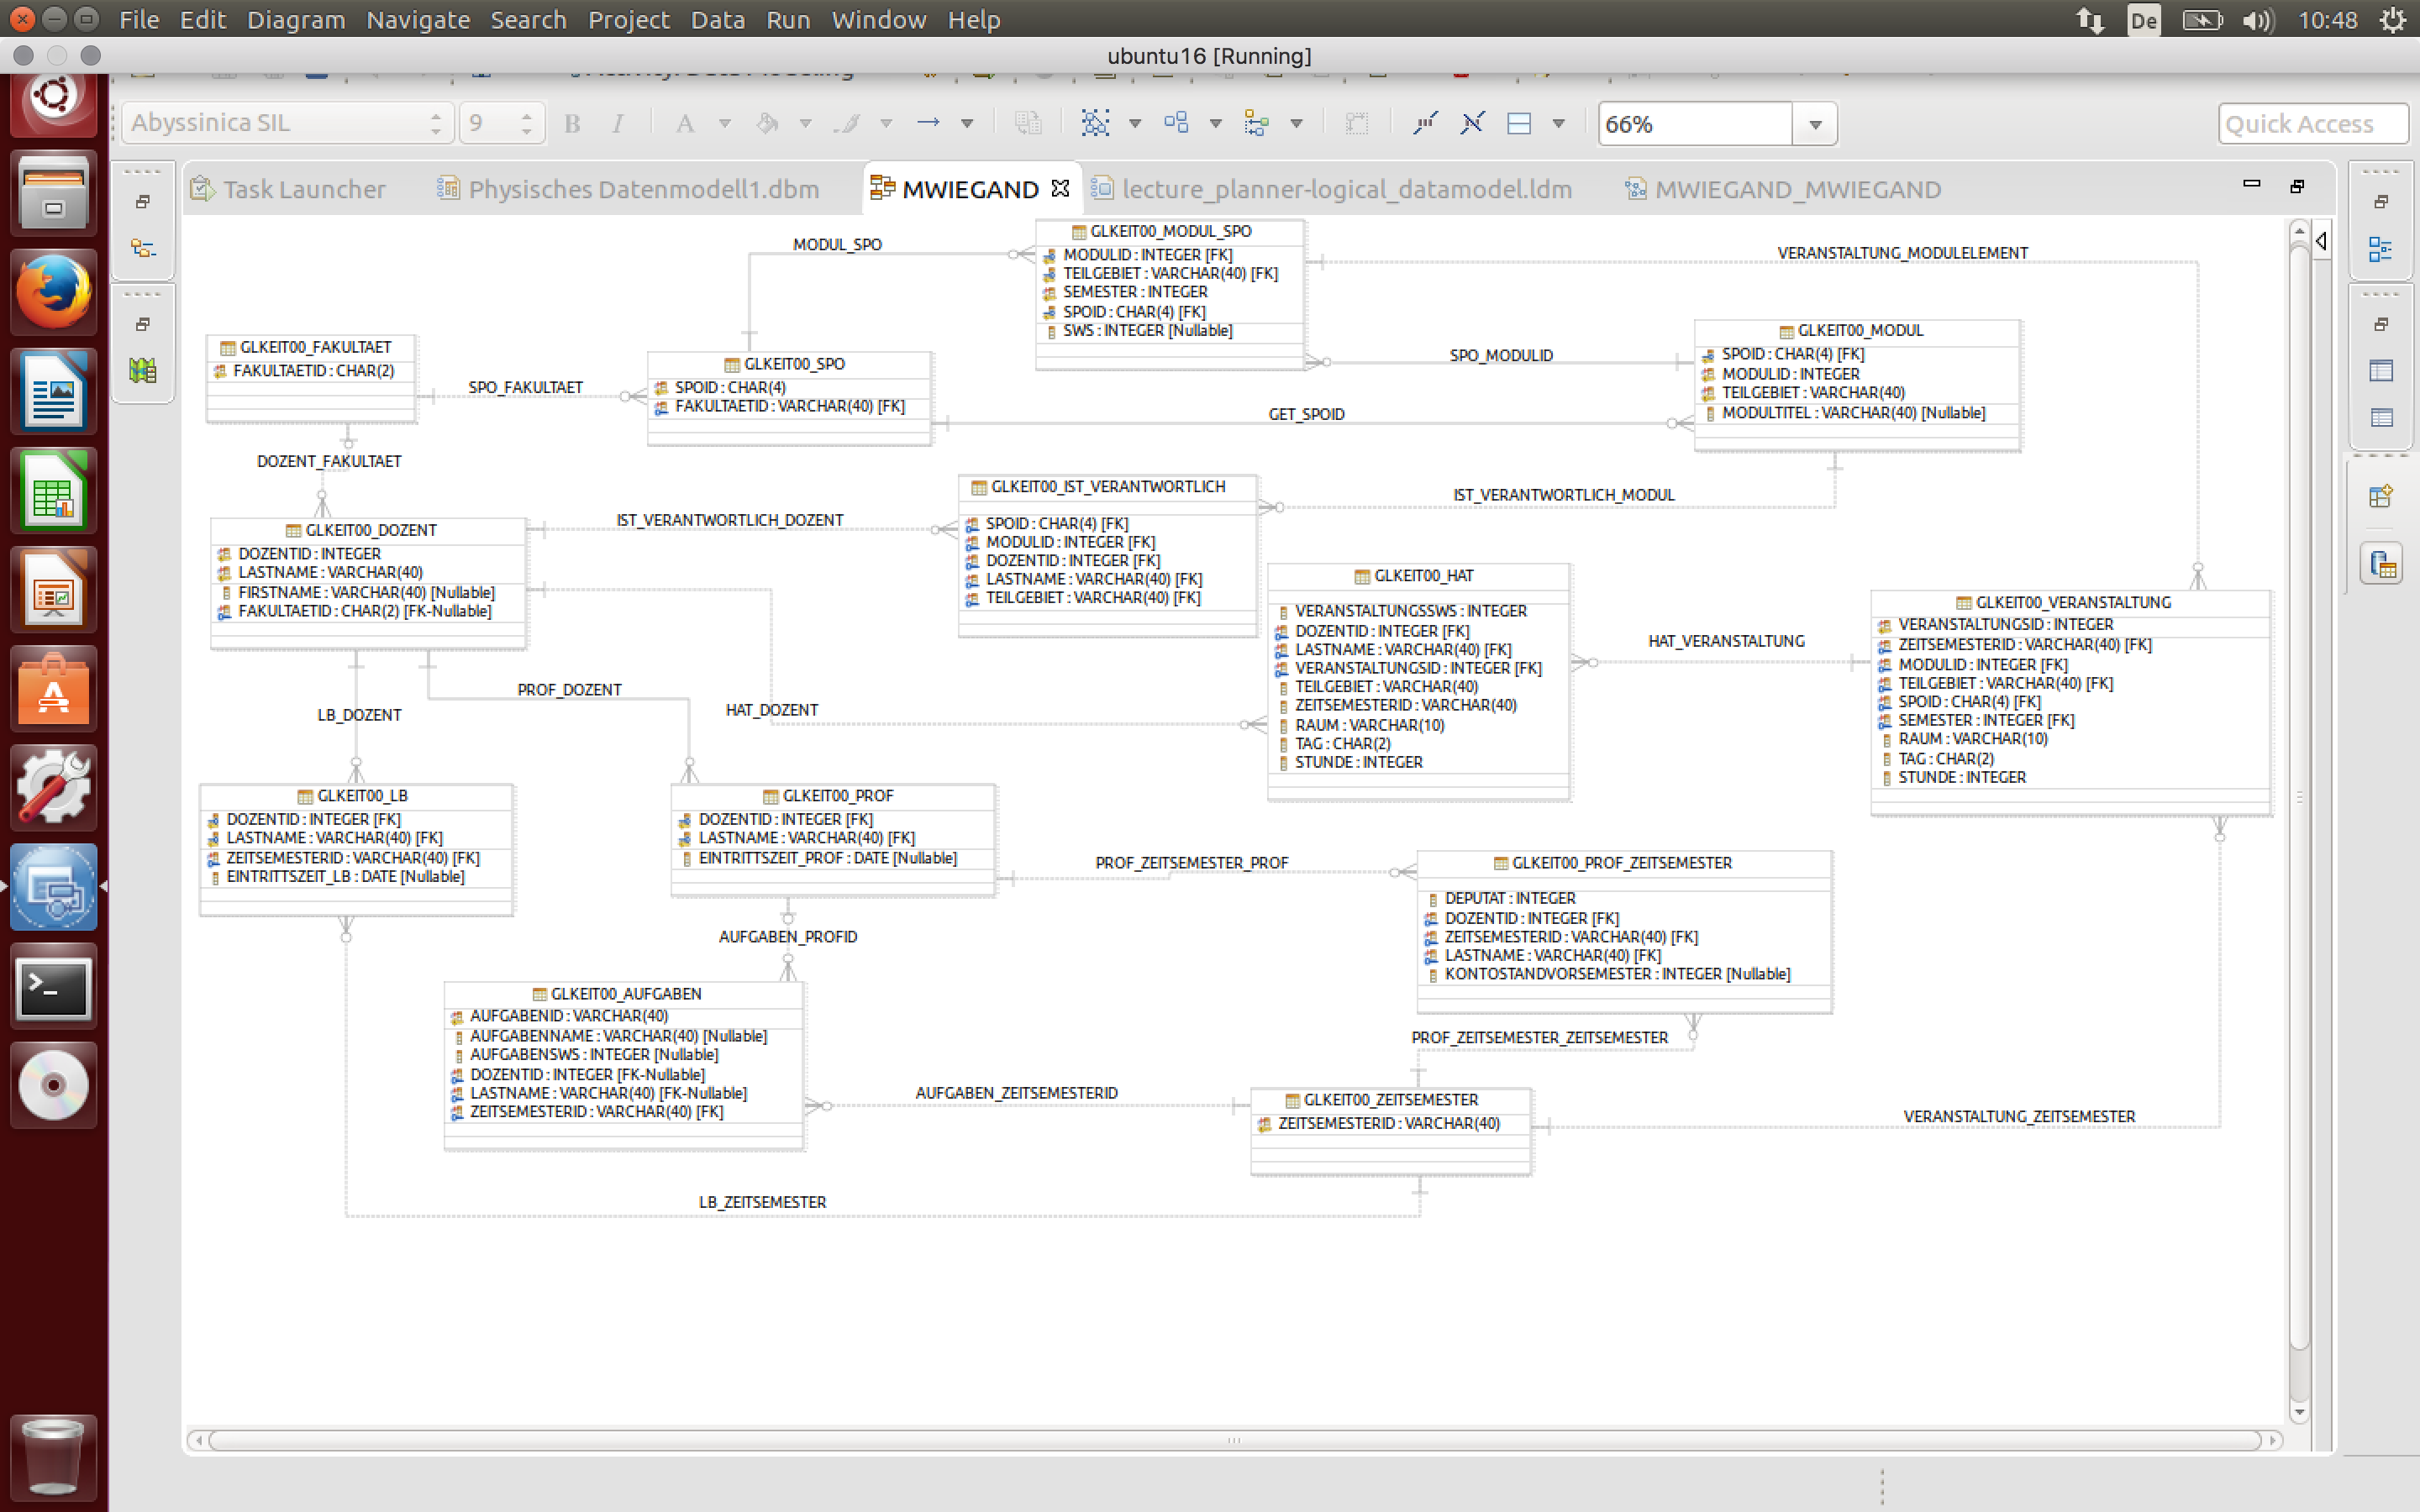 File Edit Diagram Navigate Search Project Data Run Window Help
De
10:48
ubuntu16 [Running]
Abyssinica SIL
9
B I A
66%
Quick Access
Task Launcher
Physisches Datenmodell1.dbm
MWIEGAND
lecture_planner-logical_datamodel.ldm
MWIEGAND_MWIEGAND
GLKEIT00_MODUL_SPO
MODULID : INTEGER [FK]
TEILGEBIET : VARCHAR(40) [FK]
SEMESTER : INTEGER
SPOID : CHAR(4) [FK]
SWS : INTEGER [Nullable]
MODUL_SPO
VERANSTALTUNG_MODULELEMENT
GLKEIT00_FAKULTAET
FAKULTAETID : CHAR(2)
SPO_FAKULTAET
GLKEIT00_SPO
SPOID : CHAR(4)
FAKULTAETID : VARCHAR(40) [FK]
SPO_MODULID
GLKEIT00_MODUL
SPOID : CHAR(4) [FK]
MODULID : INTEGER
TEILGEBIET : VARCHAR(40)
MODULTITEL : VARCHAR(40) [Nullable]
GET_SPOID
DOZENT_FAKULTAET
GLKEIT00_DOZENT
DOZENTID : INTEGER
LASTNAME : VARCHAR(40)
FIRSTNAME : VARCHAR(40) [Nullable]
FAKULTAETID : CHAR(2) [FK-Nullable]
IST_VERANTWORTLICH_DOZENT
GLKEIT00_IST_VERANTWORTLICH
SPOID : CHAR(4) [FK]
MODULID : INTEGER [FK]
DOZENTID : INTEGER [FK]
LASTNAME : VARCHAR(40) [FK]
TEILGEBIET : VARCHAR(40) [FK]
IST_VERANTWORTLICH_MODUL
GLKEIT00_HAT
VERANSTALTUNGSSWS : INTEGER
DOZENTID : INTEGER [FK]
LASTNAME : VARCHAR(40) [FK]
VERANSTALTUNGSID : INTEGER [FK]
TEILGEBIET : VARCHAR(40)
ZEITSEMESTERID : VARCHAR(40)
RAUM : VARCHAR(10)
TAG : CHAR(2)
STUNDE : INTEGER
HAT_VERANSTALTUNG
GLKEIT00_VERANSTALTUNG
VERANSTALTUNGSID : INTEGER
ZEITSEMESTERID : VARCHAR(40) [FK]
MODULID : INTEGER [FK]
TEILGEBIET : VARCHAR(40) [FK]
SPOID : CHAR(4) [FK]
SEMESTER : INTEGER [FK]
RAUM : VARCHAR(10)
TAG : CHAR(2)
STUNDE : INTEGER
LB_DOZENT
PROF_DOZENT
HAT_DOZENT
GLKEIT00_LB
DOZENTID : INTEGER [FK]
LASTNAME : VARCHAR(40) [FK]
ZEITSEMESTERID : VARCHAR(40) [FK]
EINTRITTSZEIT_LB : DATE [Nullable]
GLKEIT00_PROF
DOZENTID : INTEGER [FK]
LASTNAME : VARCHAR(40) [FK]
EINTRITTSZEIT_PROF : DATE [Nullable]
PROF_ZEITSEMESTER_PROF
GLKEIT00_PROF_ZEITSEMESTER
DEPUTAT : INTEGER
DOZENTID : INTEGER [FK]
ZEITSEMESTERID : VARCHAR(40) [FK]
LASTNAME : VARCHAR(40) [FK]
KONTOSTANDVORSEMESTER : INTEGER [Nullable]
AUFGABEN_PROFID
GLKEIT00_AUFGABEN
AUFGABENID : VARCHAR(40)
AUFGABENNAME : VARCHAR(40) [Nullable]
AUFGABENSWS : INTEGER [Nullable]
DOZENTID : INTEGER [FK-Nullable]
LASTNAME : VARCHAR(40) [FK-Nullable]
ZEITSEMESTERID : VARCHAR(40) [FK]
PROF_ZEITSEMESTER_ZEITSEMESTER
AUFGABEN_ZEITSEMESTERID
GLKEIT00_ZEITSEMESTER
ZEITSEMESTERID : VARCHAR(40)
VERANSTALTUNG_ZEITSEMESTER
LB_ZEITSEMESTER